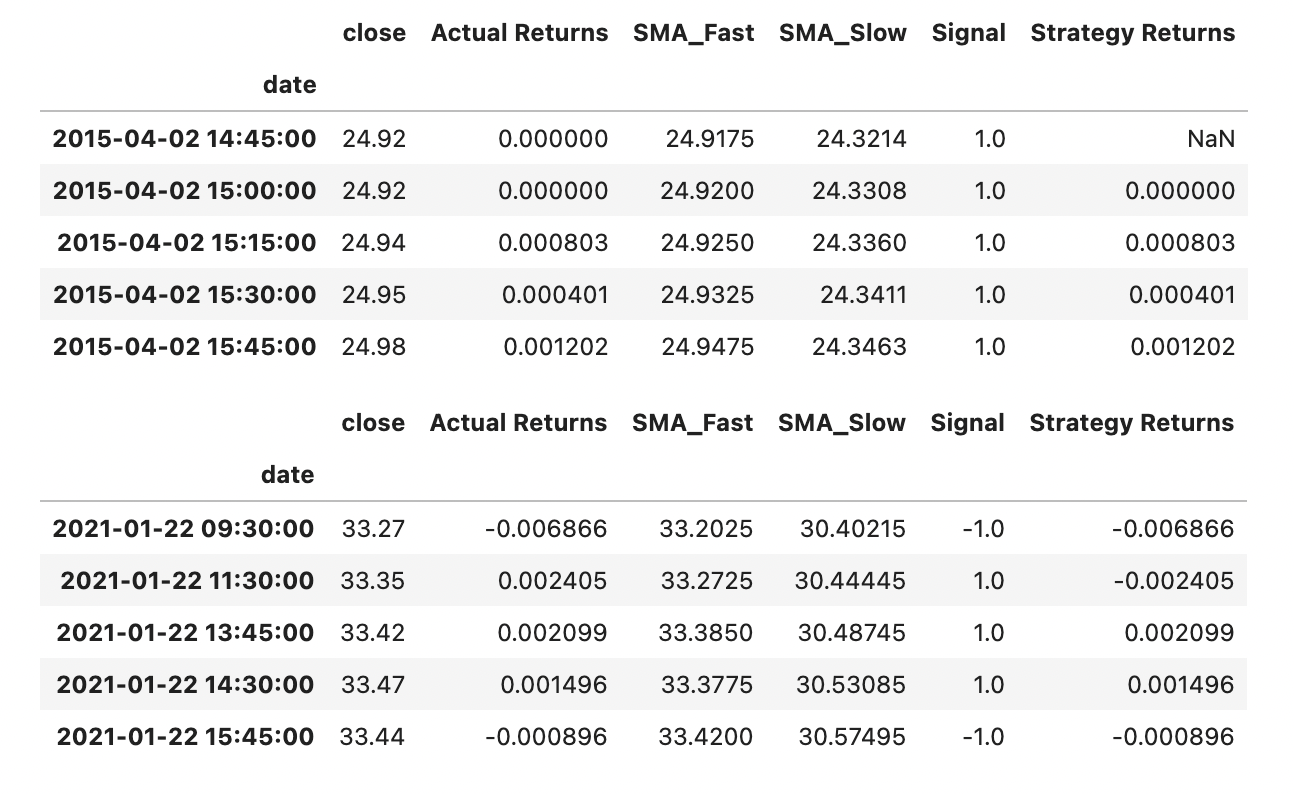 close Actual Returns SMA_Fast SMA_Slow Signal Strategy Returns
date
2015-04-02 14:45:00 24.92 0.000000 24.9175 24.3214 1.0 NaN
2015-04-02 15:00:00 24.92 0.000000 24.9200 24.3308 1.0 0.000000
2015-04-02 15:15:00 24.94 0.000803 24.9250 24.3360 1.0 0.000803
2015-04-02 15:30:00 24.95 0.000401 24.9325 24.3411 1.0 0.000401
2015-04-02 15:45:00 24.98 0.001202 24.9475 24.3463 1.0 0.001202
close Actual Returns SMA_Fast SMA_Slow Signal Strategy Returns
date
2021-01-22 09:30:00 33.27 -0.006866 33.2025 30.40215 -1.0 -0.006866
2021-01-22 11:30:00 33.35 0.002405 33.2725 30.44445 1.0 -0.002405
2021-01-22 13:45:00 33.42 0.002099 33.3850 30.48745 1.0 0.002099
2021-01-22 14:30:00 33.47 0.001496 33.3775 30.53085 1.0 0.001496
2021-01-22 15:45:00 33.44 -0.000896 33.4200 30.57495 -1.0 -0.000896